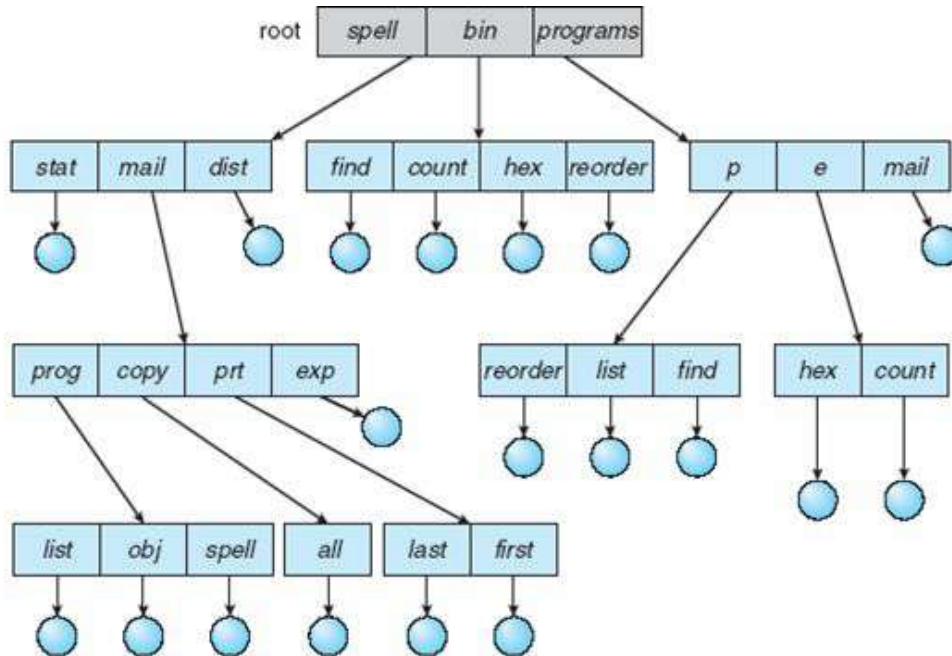 root spell bin programs
stat mail dist find count hex reorder p e mail
prog copy prt exp reorder list find hex count
list obj spell all last first